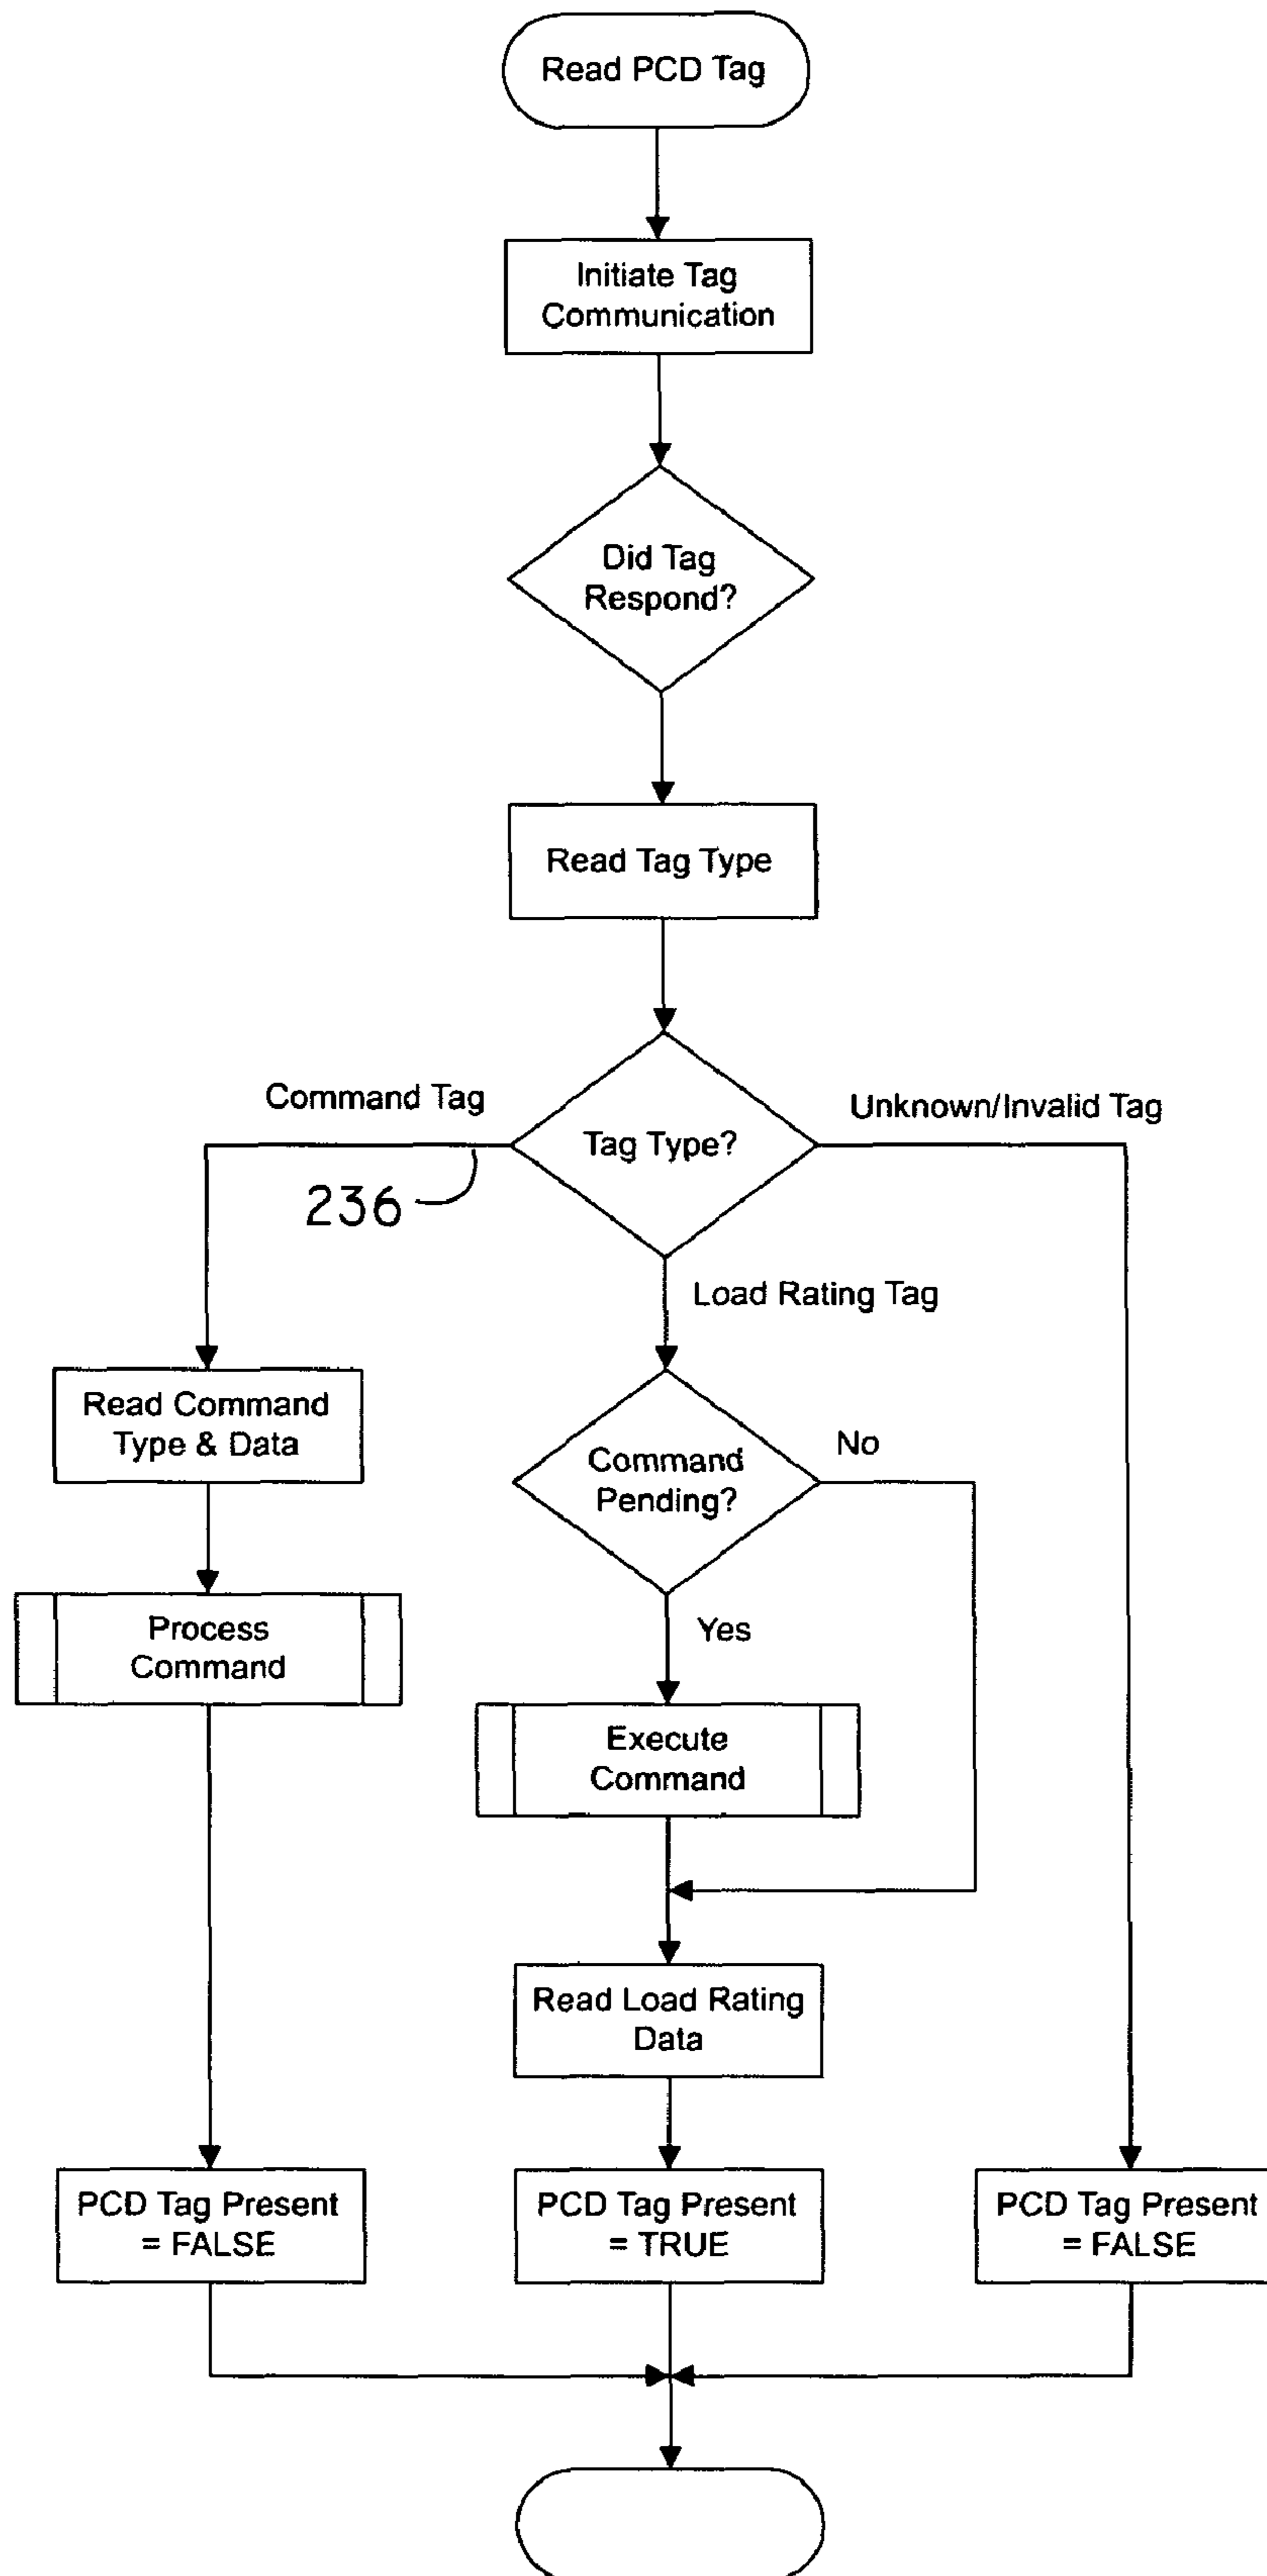 Read PCD Tag
Initiate Tag
Communication
Did Tag
Respond?
Read Tag Type
Command Tag
Tag Type?
Unknown/Invalid Tag
236
Load Rating Tag
Read Command
Type & Data
Command
Pending?
No
Process
Command
Yes
Execute
Command
Read Load Rating
Data
PCD Tag Present
= FALSE
PCD Tag Present
= TRUE
PCD Tag Present
= FALSE